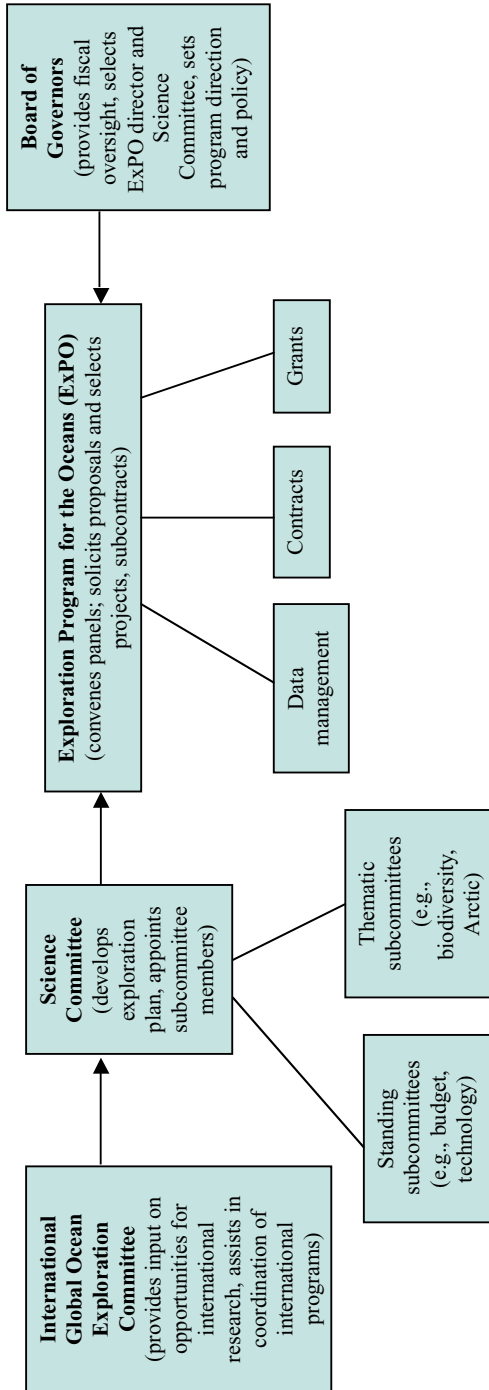 International
Global Ocean
Exploration
Committee
(provides input on
opportunities for
international
research, assists in
coordination of
international
programs)
Science
Committee
(develops
exploration
plan, appoints
subcommittee
members)
Standing
subcommittees
(e.g., budget,
technology)
Thematic
subcommittees
(e.g.,
biodiversity,
Arctic)
Exploration Program for the Oceans (ExPO)
(convenes panels; solicits proposals and selects
projects, subcontracts)
Data
management
Contracts
Grants
Board of
Governors
(provides fiscal
oversight, selects
ExPO director and
Science
Committee, sets
program direction
and policy)